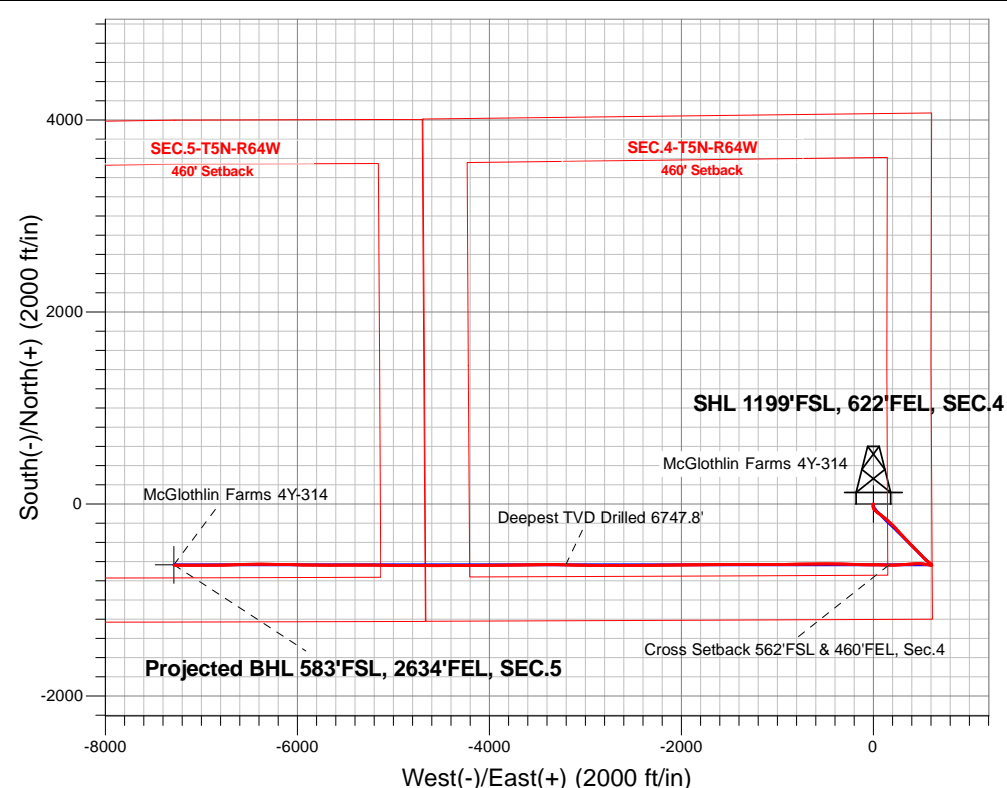 4000
SEC.5-T5N-R64W
460' Setback
SEC.4-T5N-R64W
460' Setback
South(-)/North(+) (2000 ft/in)
2000
SHL 1199'FSL, 622'FEL, SEC.4
McGlothlin Farms 4Y-314
McGlothlin Farms 4Y-314
Deepest TVD Drilled 6747.8'
0
Cross Setback 562'FSL & 460'FEL, Sec.4
Projected BHL 583'FSL, 2634'FEL, SEC.5
-2000
-8000
-6000
-4000
-2000
0
West(-)/East(+) (2000 ft/in)